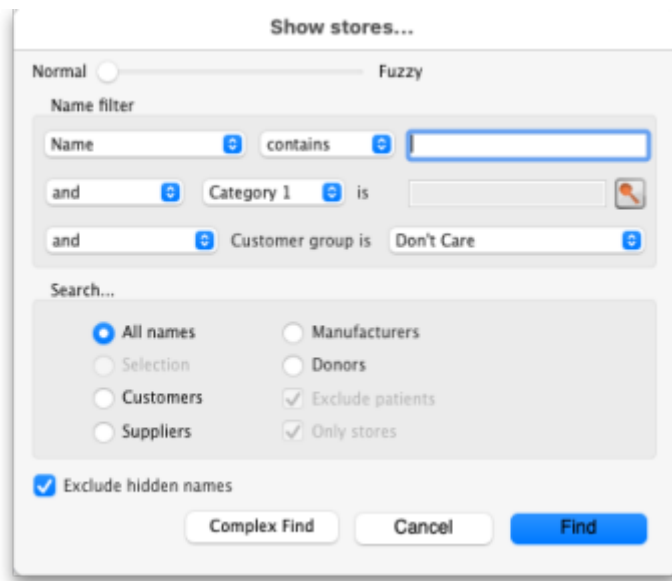 Show stores...
Normal Fuzzy
Name filter
Name contains
and Category 1 is
and Customer group is Don't Care
Search...
All names Manufacturers
Selection Donors
Customers Exclude patients
Suppliers Only stores
Exclude hidden names
Complex Find Cancel Find